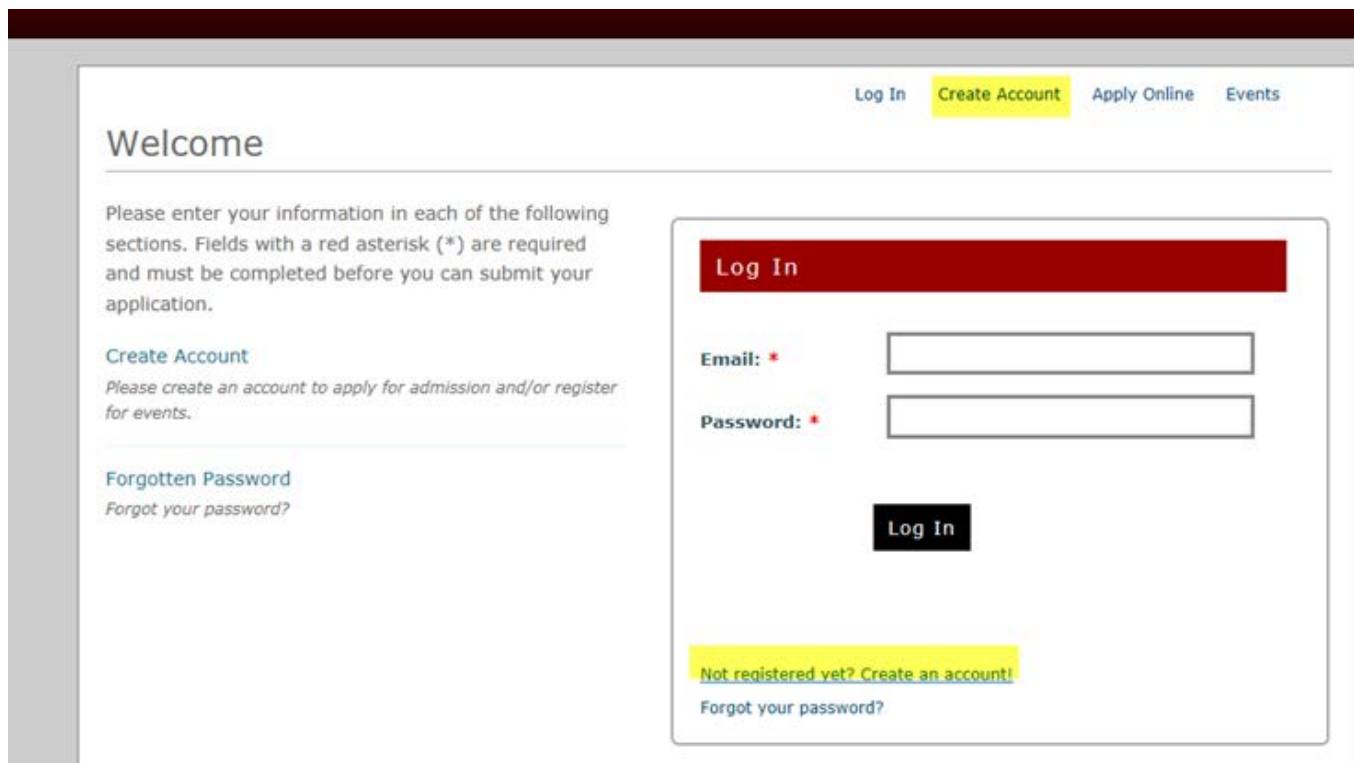 Log In Create Account Apply Online Events
Welcome
Please enter your information in each of the following
sections. Fields with a red asterisk (*) are required
and must be completed before you can submit your
application.
Create Account
Please create an account to apply for admission and/or register
for events.
Forgotten Password
Forgot your password?
Log In
Email: *
Password: *
Log In
Not registered yet? Create an account!
Forgot your password?